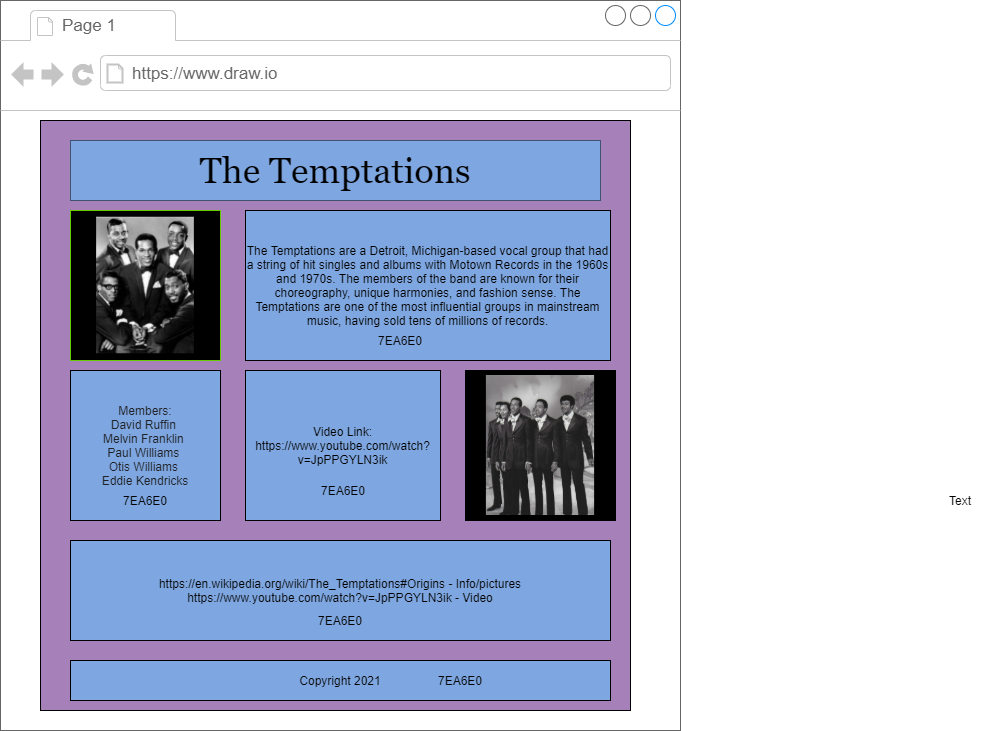 Page 1
https://www.draw.io
The Temptations
The Temptations are a Detroit, Michigan-based vocal group that had
a string of hit singles and albums with Motown Records in the 1960s
and 1970s. The members of the band are known for their
choreography, unique harmonies, and fashion sense. The
Temptations are one of the most influential groups in mainstream
music, having sold tens of millions of records.
7EA6E0
Members:
David Ruffin
Melvin Franklin
Paul Williams
Otis Williams
Eddie Kendricks
7EA6E0
Video Link:
https://www.youtube.com/watch?
v=JpPPGYLN3ik
7EA6E0
Text
https://en.wikipedia.org/wiki/The_Temptations#Origins - Info/pictures
https://www.youtube.com/watch?v=JpPPGYLN3ik - Video
7EA6E0
Copyright 2021
7EA6E0